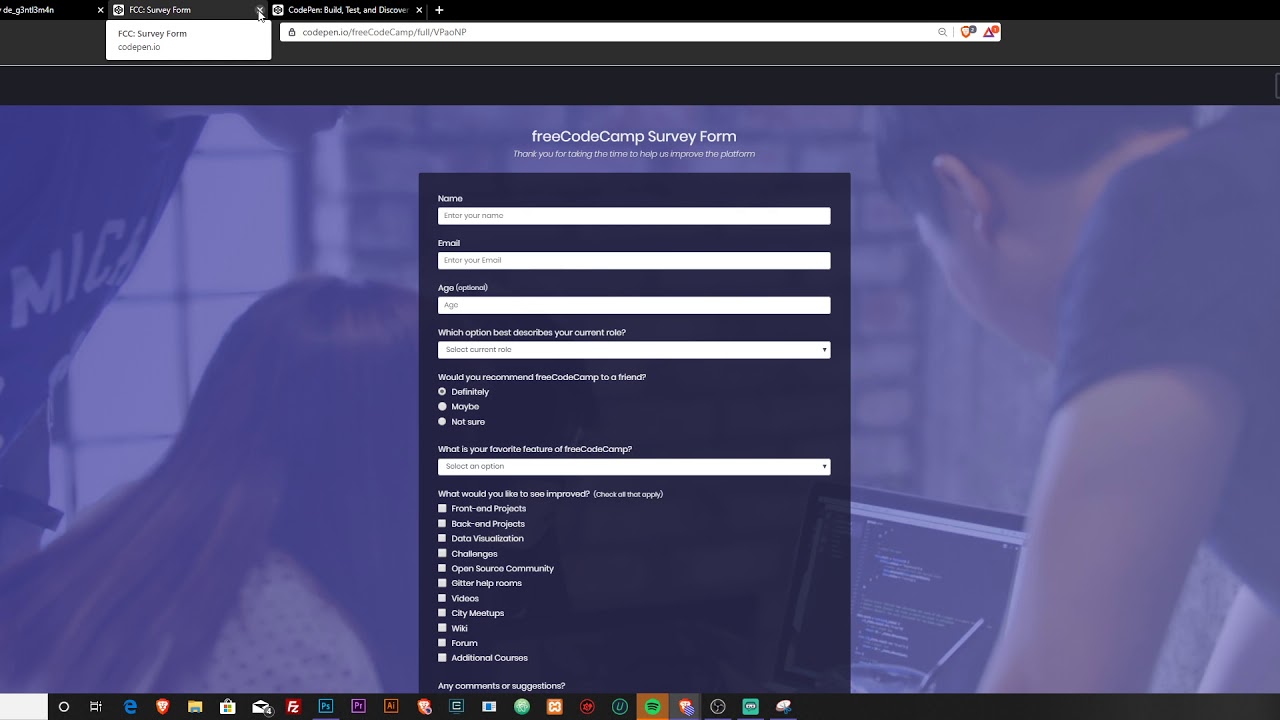 de_g3ntl3m4n
FCC: Survey Form
CodePen: Build, Test, and Discover
FCC: Survey Form
codepen.io
codepen.io/freeCodeCamp/full/VPaoNP
freeCodeCamp Survey Form
Thank you for taking the time to help us improve the platform
MICH
Name
Enter your name
Email
Enter your Email
Age (optional)
Age
Which option best describes your current role?
Select current role
Would you recommend freeCodeCamp to a friend?
Definitely
Maybe
Not sure
What is your favorite feature of freeCodeCamp?
Select an option
What would you like to see improved? (Check all that apply)
Front-end Projects
Back-end Projects
Data Visualization
Challenges
Open Source Community
Gitter help rooms
Videos
City Meetups
Wiki
Forum
Additional Courses
Any comments or suggestions?
Ps
Pr
Ai